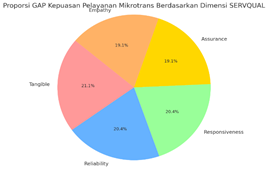 Proporsi GAP Kepuasan Pelayanan Mikrotrans Berdasarkan Dimensi SERVQUAL
Empathy
Assurance
19.1%
19.1%
Tangible
21.1%
20.4%
Responsiveness
20.4%
Reliability